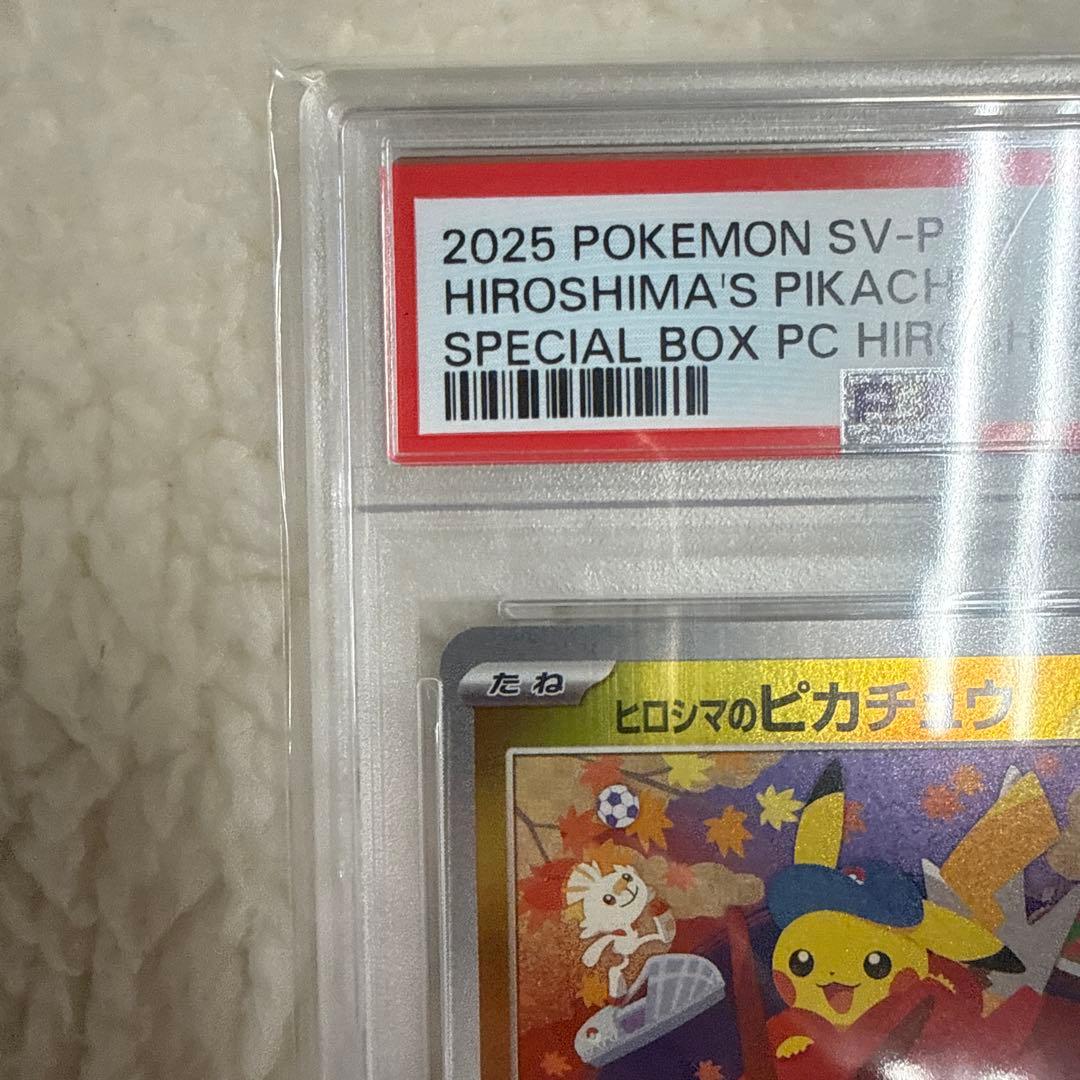 2025 POKEMON SV-P
HIROSHIMA'S PIKACH
SPECIAL BOX PC HIROSH
たね
ヒロシマのピカチュウ